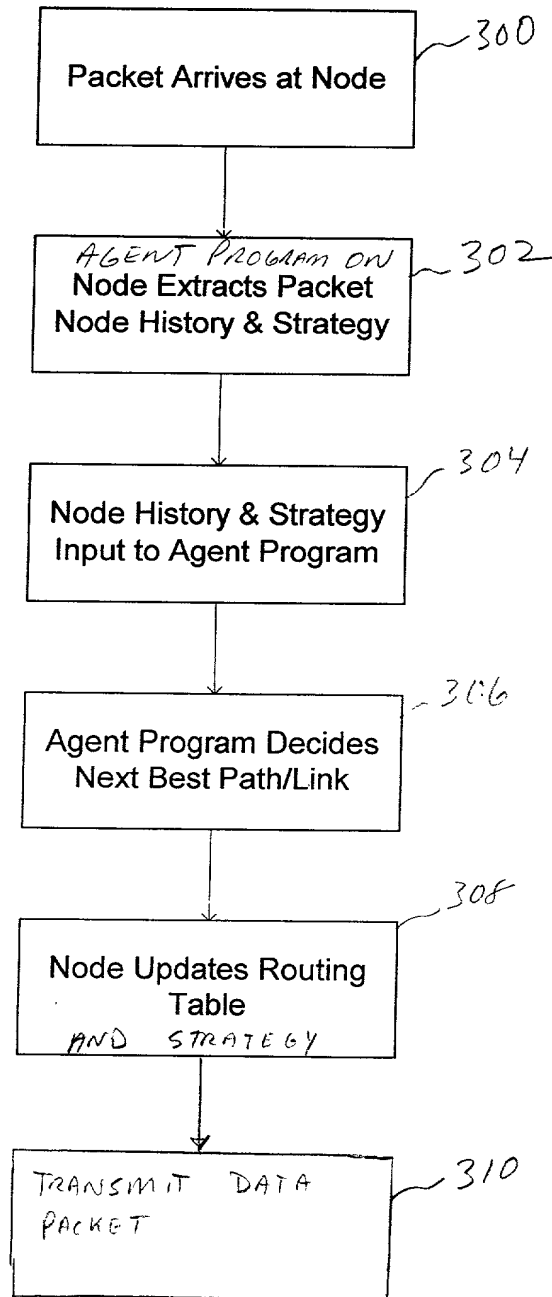 300
Packet Arrives at Node
302
AGENT PROGRAM ON
Node Extracts Packet
Node History & Strategy
304
Node History & Strategy
Input to Agent Program
306
Agent Program Decides
Next Best Path/Link
308
Node Updates Routing
Table
AND STRATEGY
310
TRANSMIT DATA
PACKET